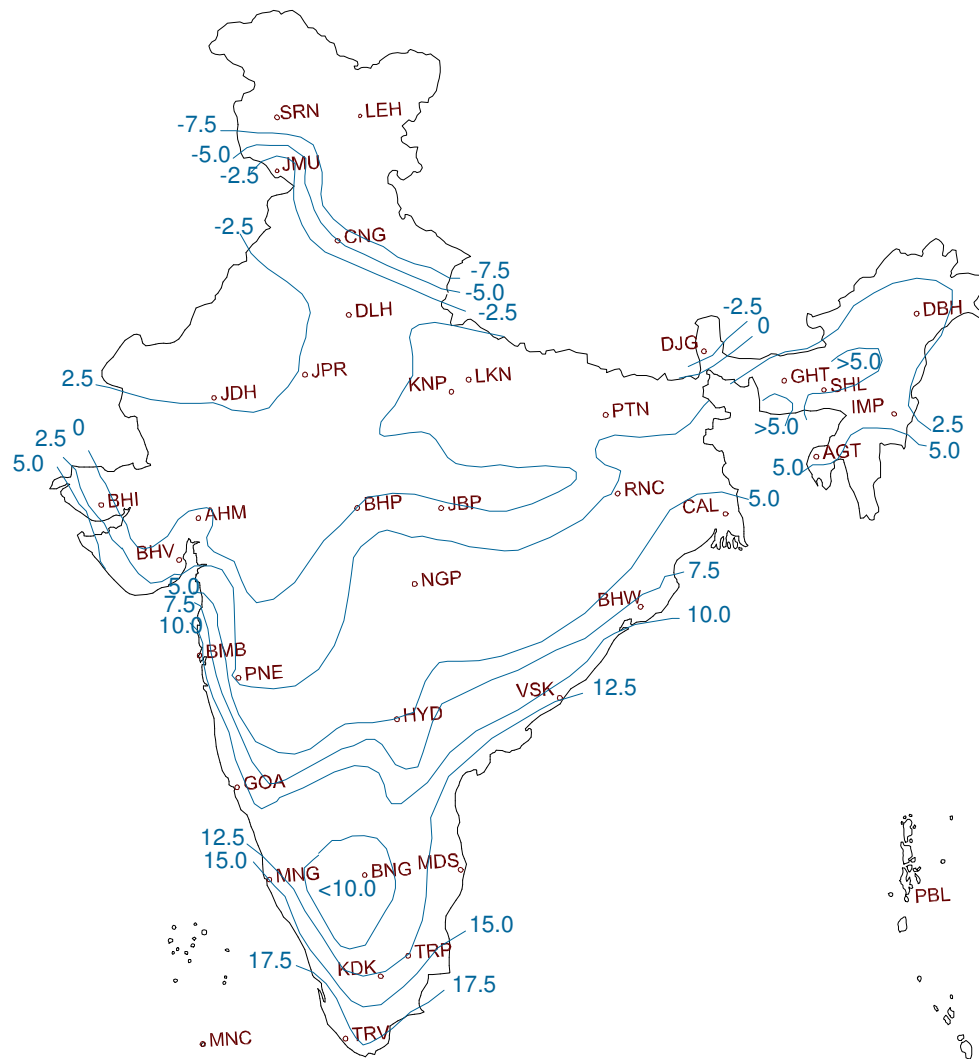 SRN
LEH
-7.5
-5.0
JMU
-2.5
-2.5
CNG
-7.5
-5.0
-2.5
DLH
-2.5
0
DBH
DJG
JPR
KNP
LKN
GHT
>5.0
SHL
2.5
JDH
PTN
IMP
>5.0
2.5
0
2.5
5.0
5.0
AGT
5.0
BHI
AHM
BHP
JBP
RNC
CAL
5.0
BHV
5.0
NGP
7.5
7.5
BHW
10.0
10.0
BMB
PNE
VSK
12.5
HYD
GOA
12.5
15.0
MNG
BNG
MDS
<10.0
PBL
15.0
17.5
TRP
KDK
17.5
MNC
TRV